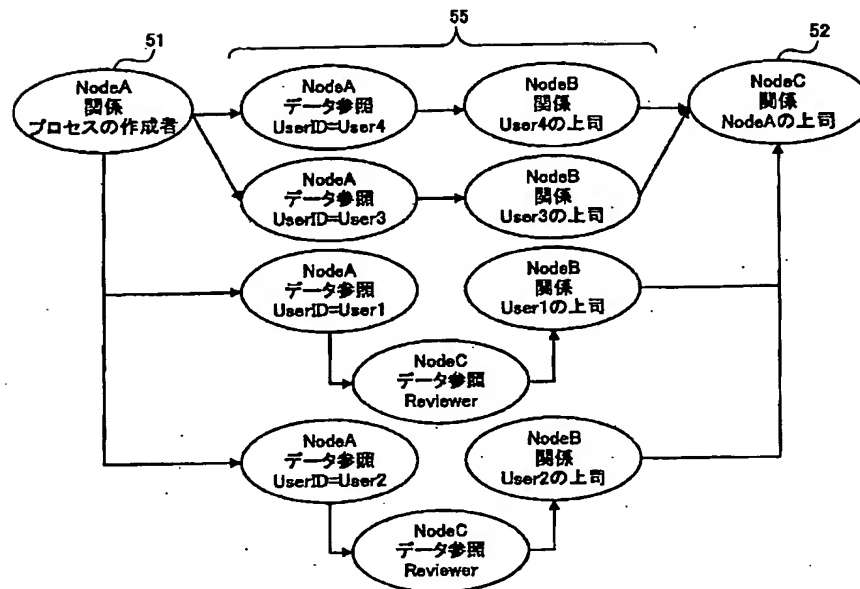 51
55
52
NodeA
関係
プロセスの作成者
NodeA
データ参照
UserID=User4
NodeB
関係
User4の上司
NodeC
関係
NodeAの上司
NodeA
データ参照
UserID=User3
NodeB
関係
User3の上司
NodeA
データ参照
UserID=User1
NodeB
関係
User1の上司
NodeC
データ参照
Reviewer
NodeA
データ参照
UserID=User2
NodeB
関係
User2の上司
NodeC
データ参照
Reviewer